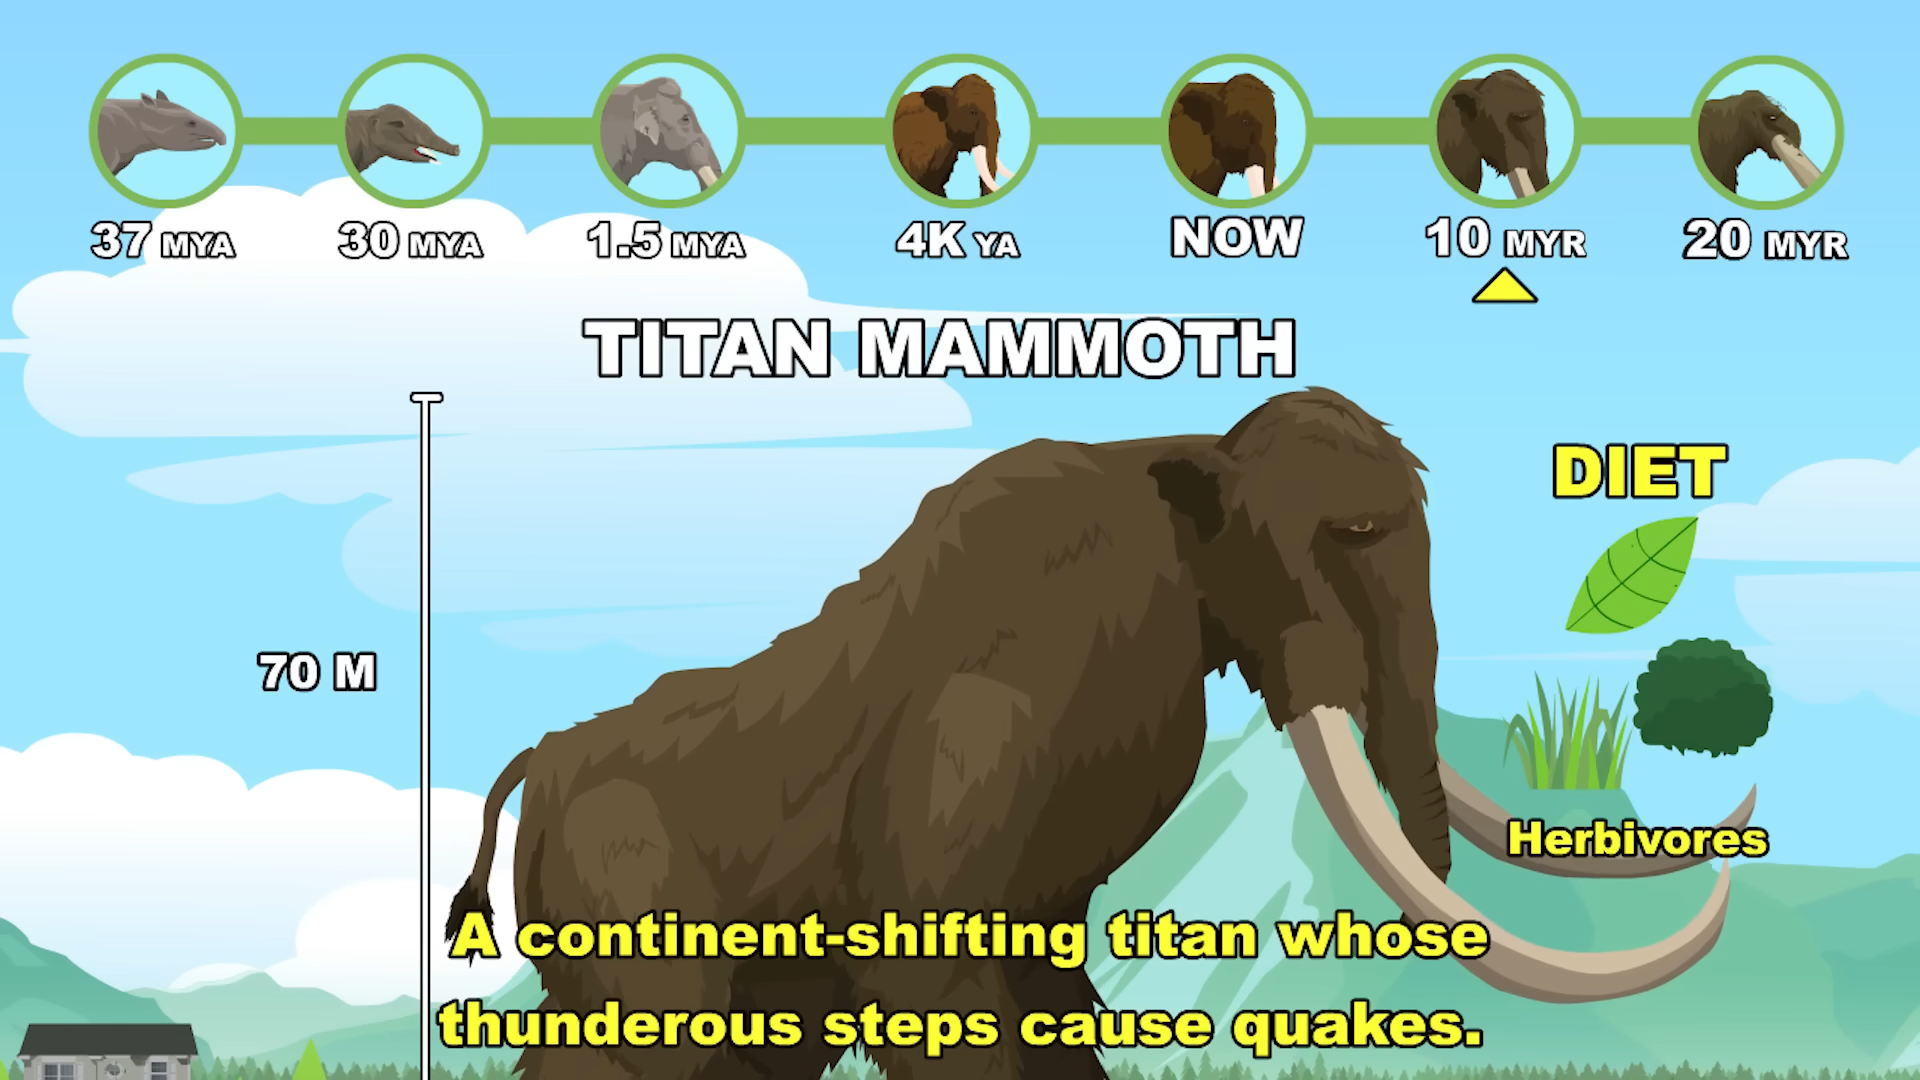 37 MYA
30 MYA
1.5 MYA
4K YA
NOW
10 MYR
20 MYR
TITAN MAMMOTH
DIET
70 M
Herbivores
A continent-shifting titan whose
thunderous steps cause quakes.